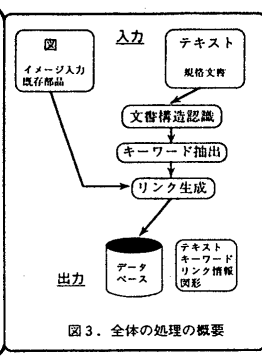 入力
図
イメージ入力
既存部品
テキスト
規格文書
文書構造認識
キーワード抽出
リンク生成
出力
データ
ベース
テキスト
キーワード
リンク情報
図形
図3．全体の処理の概要